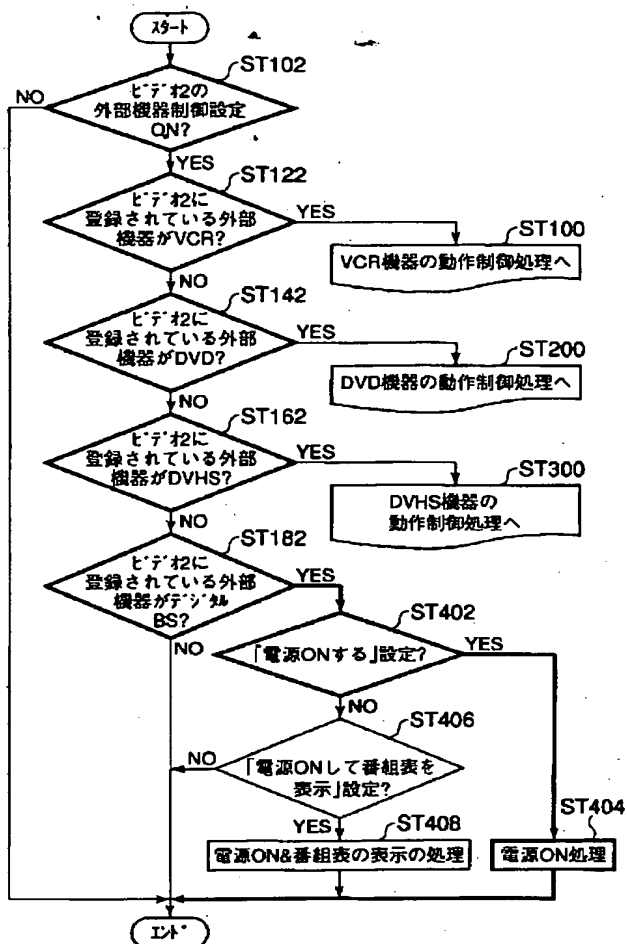 スタート
ST102
ビデオ2の
外部機器制御設定
ON?
NO
YES
ST122
ビデオ2に
登録されている外部
機器がVCR?
YES
ST100
VCR機器の動作制御処理へ
NO
ST142
ビデオ2に
登録されている外部
機器がDVD?
YES
ST200
DVD機器の動作制御処理へ
NO
ST162
ビデオ2に
登録されている外部
機器がDVHS?
YES
ST300
DVHS機器の
動作制御処理へ
NO
ST182
ビデオ2に
登録されている外部
機器がデジタル
BS?
YES
NO
ST402
「電源ONする」設定?
YES
NO
ST406
「電源ONして番組表を
表示」設定?
NO
YES
ST408
電源ON&番組表の表示の処理
ST404
電源ON処理
エンド